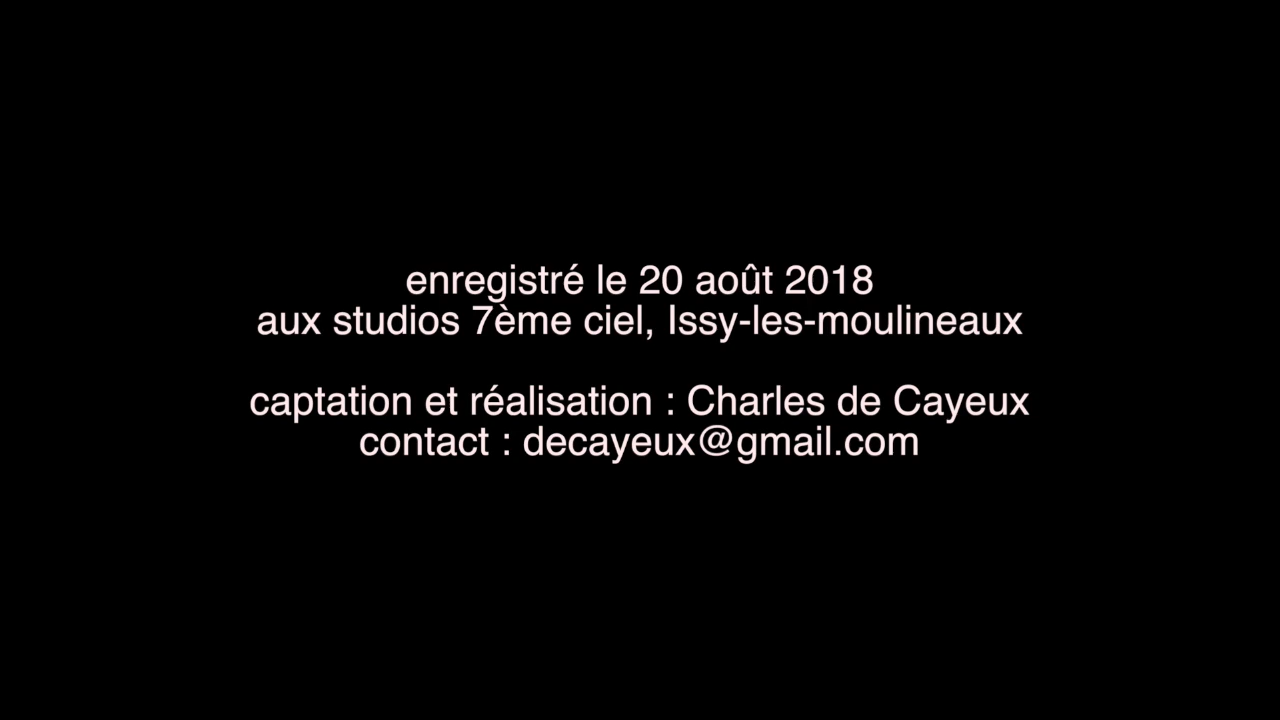 enregistré le 20 août 2018
aux studios 7ème ciel, Issy-les-moulineaux
captation et réalisation : Charles de Cayeux
contact : decayeux@gmail.com